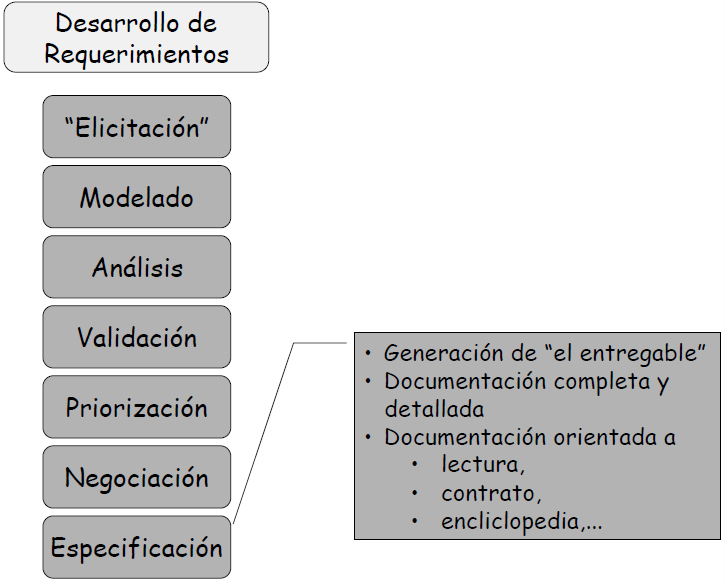 Desarrollo de
Requerimientos
“Elicitación”
Modelado
Análisis
Validación
Priorización
Negociación
Especificación
• Generación de “el entregable”
• Documentación completa y
detallada
• Documentación orientada a
• lectura,
• contrato,
• encliclopedia,...